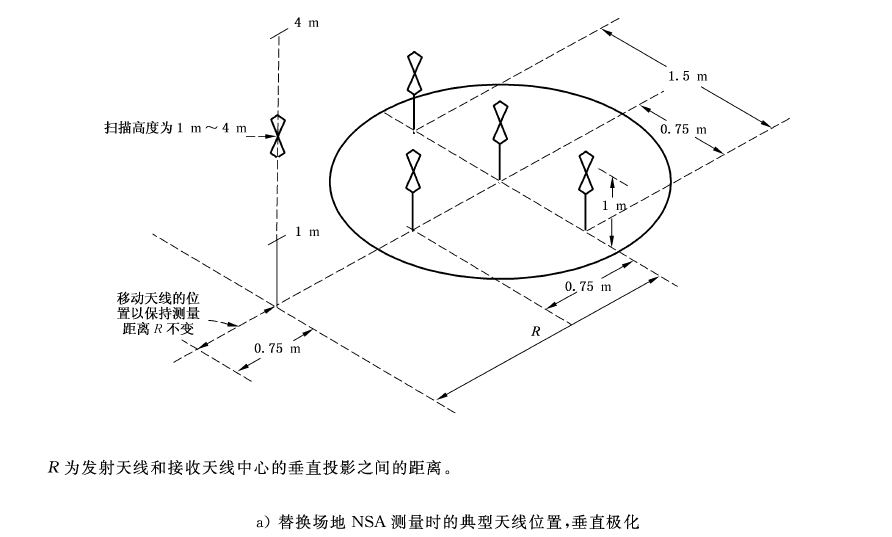 4 m
1.5 m
扫描高度为1 m～4 m
0.75 m
1 m
1 m
0.75 m
移动天线的位
置以保持测量
距离 R 不变
R
0.75 m
R 为发射天线和接收天线中心的垂直投影之间的距离。
a）替换场地 NSA 测量时的典型天线位置,垂直极化